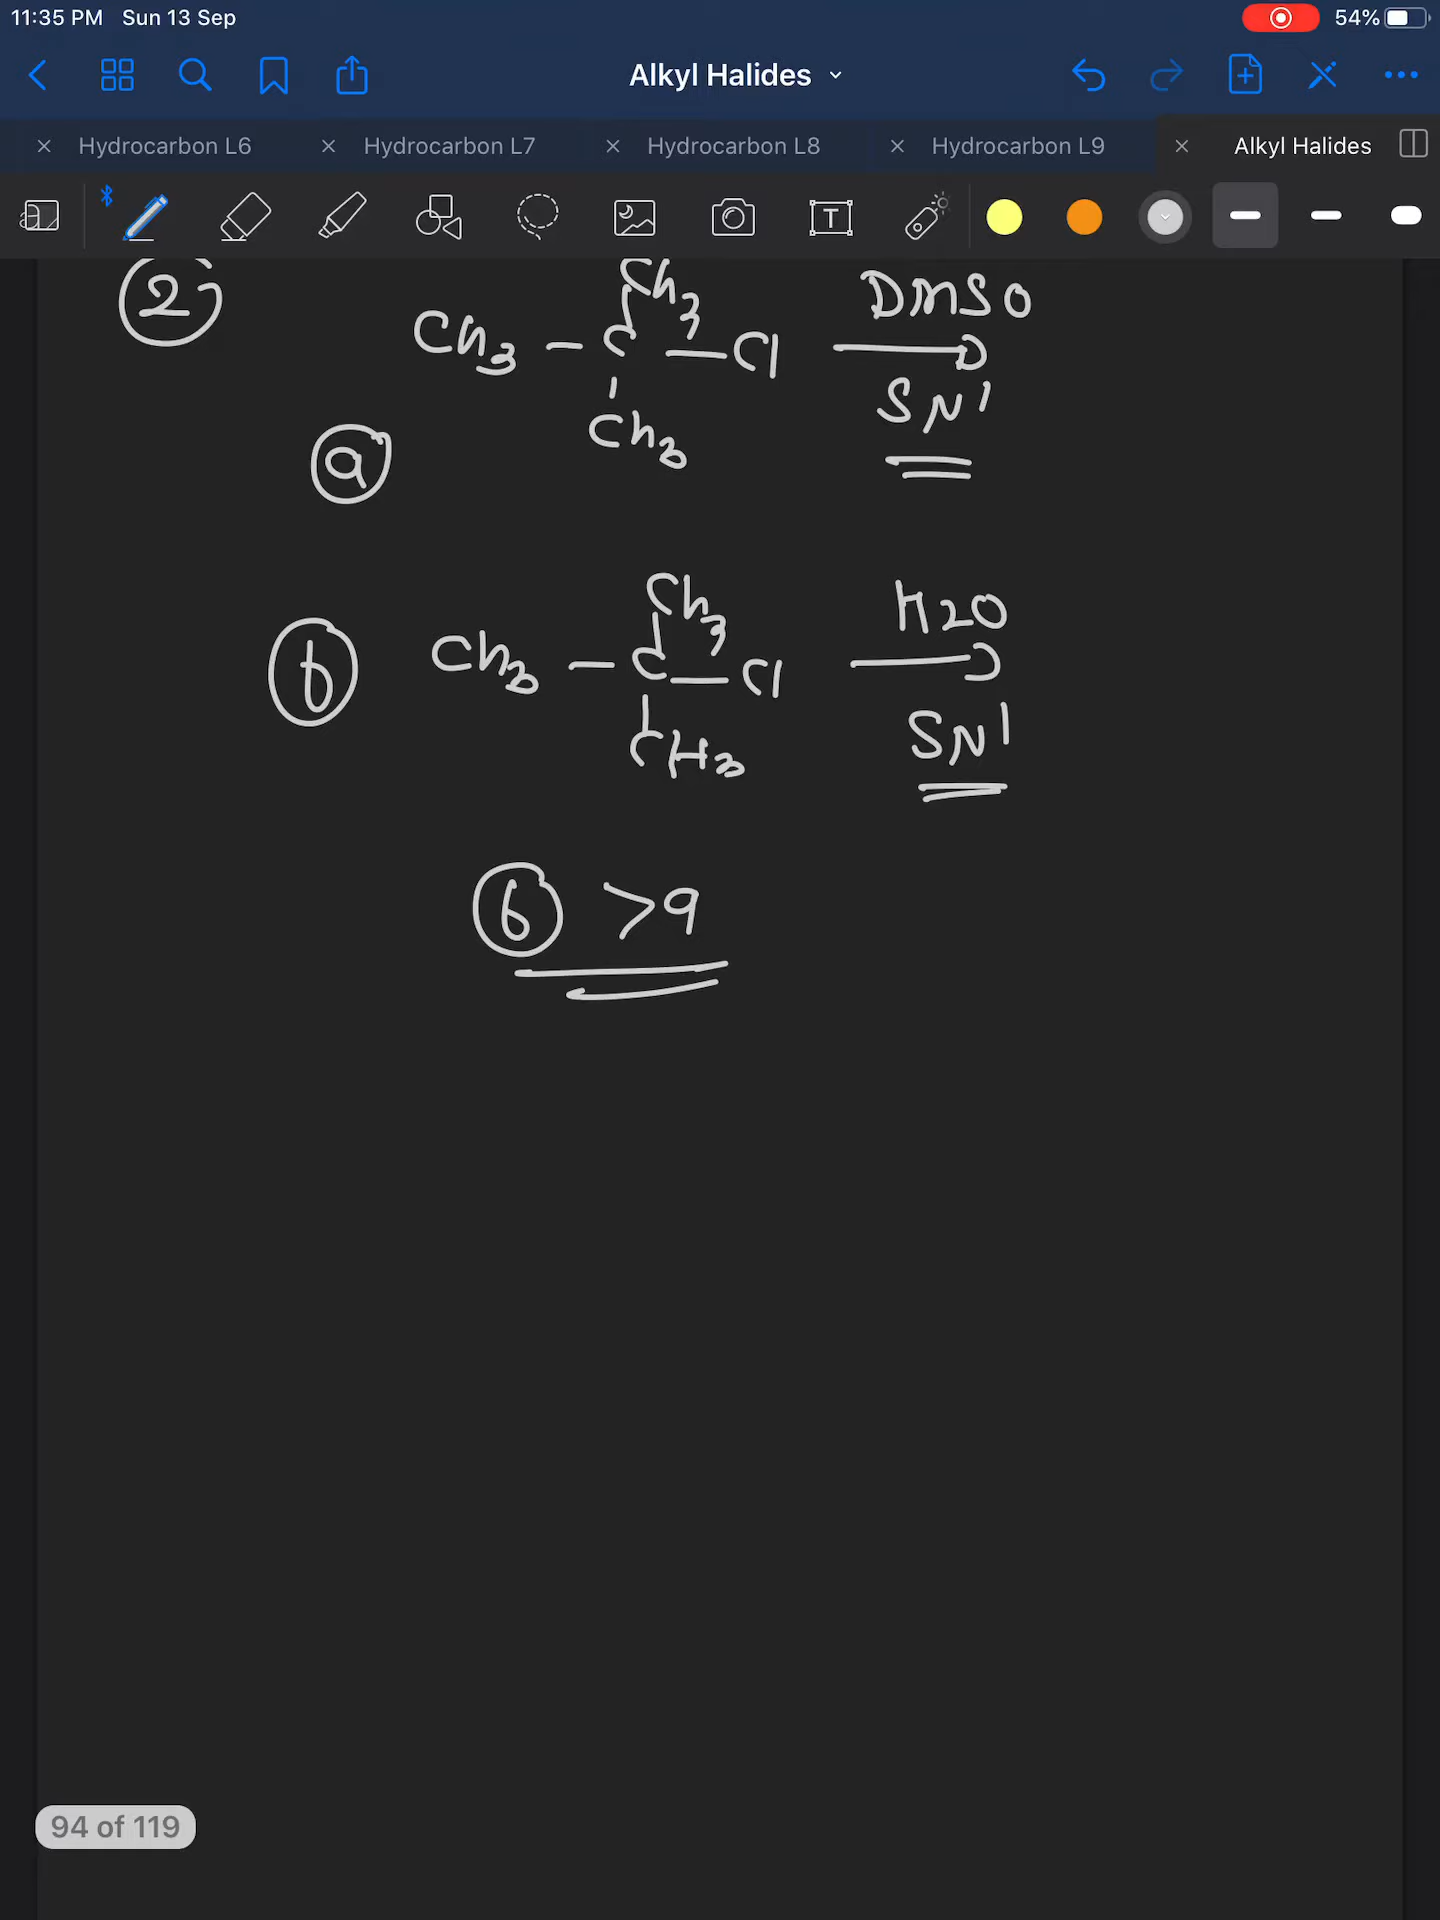 11:35 PM Sun 13 Sep 54%
Alkyl Halides
Hydrocarbon L6 Hydrocarbon L7 Hydrocarbon L8 Hydrocarbon L9 Alkyl Halides
②
Ch3
Ch3 - C - Cl DMSO
Ch3 SN1
a
Ch3
b Ch3 - C - Cl H2O
CH3 SN1
b > a
94 of 119